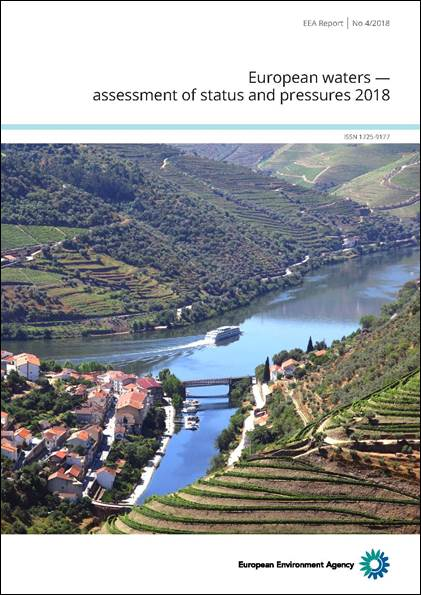 EEA Report | No 4/2018
European waters —
assessment of status and pressures 2018
ISSN 1725-9177
European Environment Agency